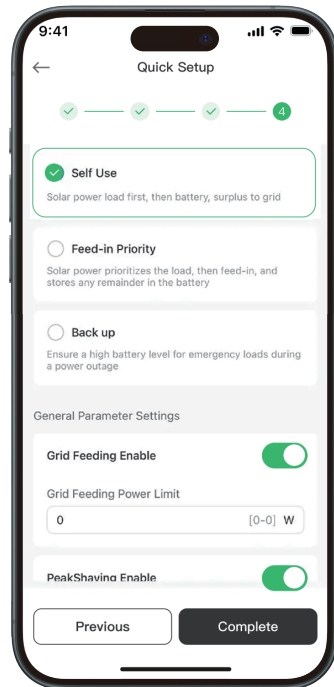 9:41
Quick Setup
4
Self Use
Solar power load first, then battery, surplus to grid
Feed-in Priority
Solar power prioritizes the load, then feed-in, and
stores any remainder in the battery
Back up
Ensure a high battery level for emergency loads during
a power outage
General Parameter Settings
Grid Feeding Enable
Grid Feeding Power Limit
0 [0-0] W
PeakShaving Enable
Previous Complete